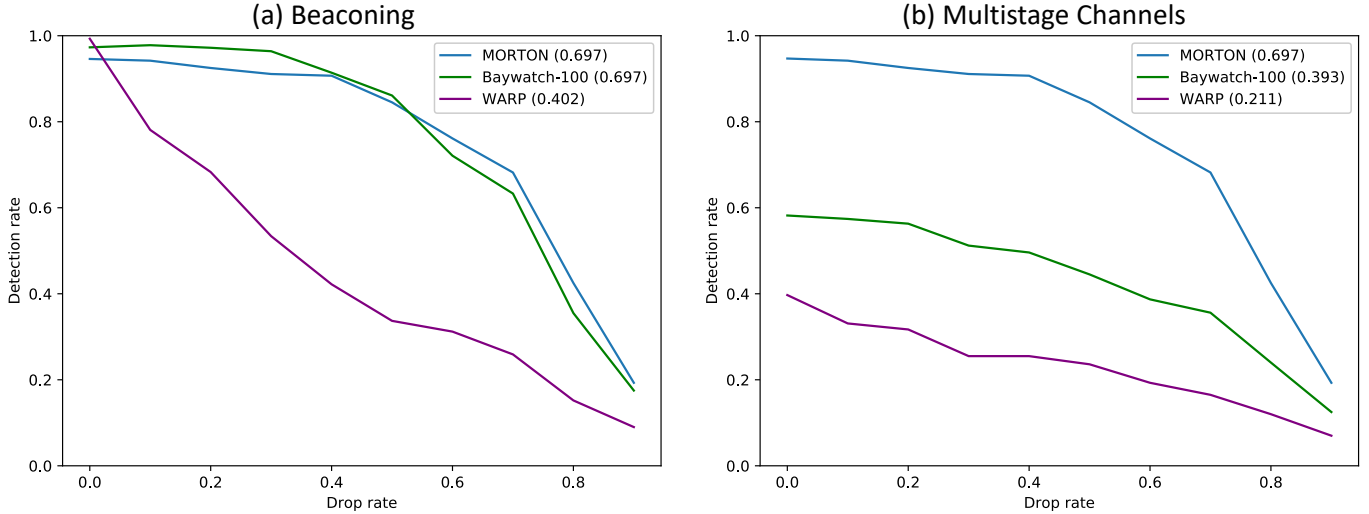 (a) Beaconing
1.0
0.8
0.6
0.4
0.2
0.0
Detection rate
0.0 0.2 0.4 0.6 0.8
Drop rate
MORTON (0.697)
Baywatch-100 (0.697)
WARP (0.402)
(b) Multistage Channels
1.0
0.8
0.6
0.4
0.2
0.0
Detection rate
0.0 0.2 0.4 0.6 0.8
Drop rate
MORTON (0.697)
Baywatch-100 (0.393)
WARP (0.211)